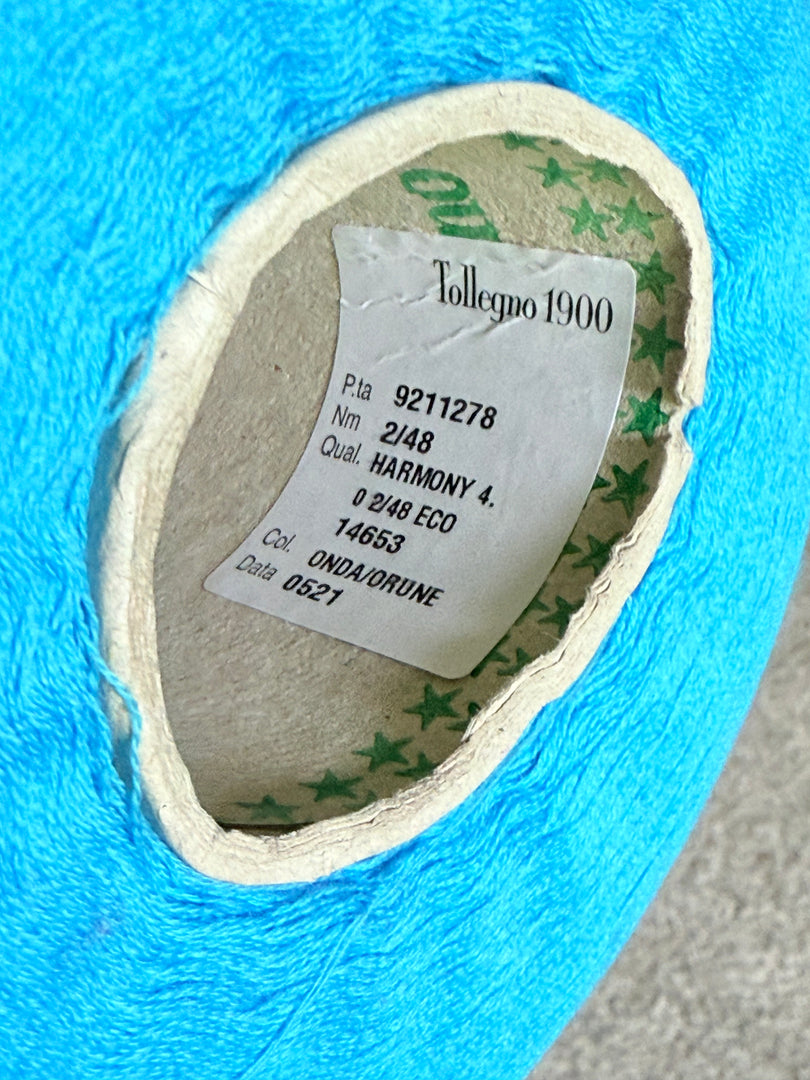 Tollegno 1900
P.ta 9211278
Nm 2/48
Qual. HARMONY 4.
0 2/48 ECO
14653
Col. ONDA/ORUNE
Data 0521